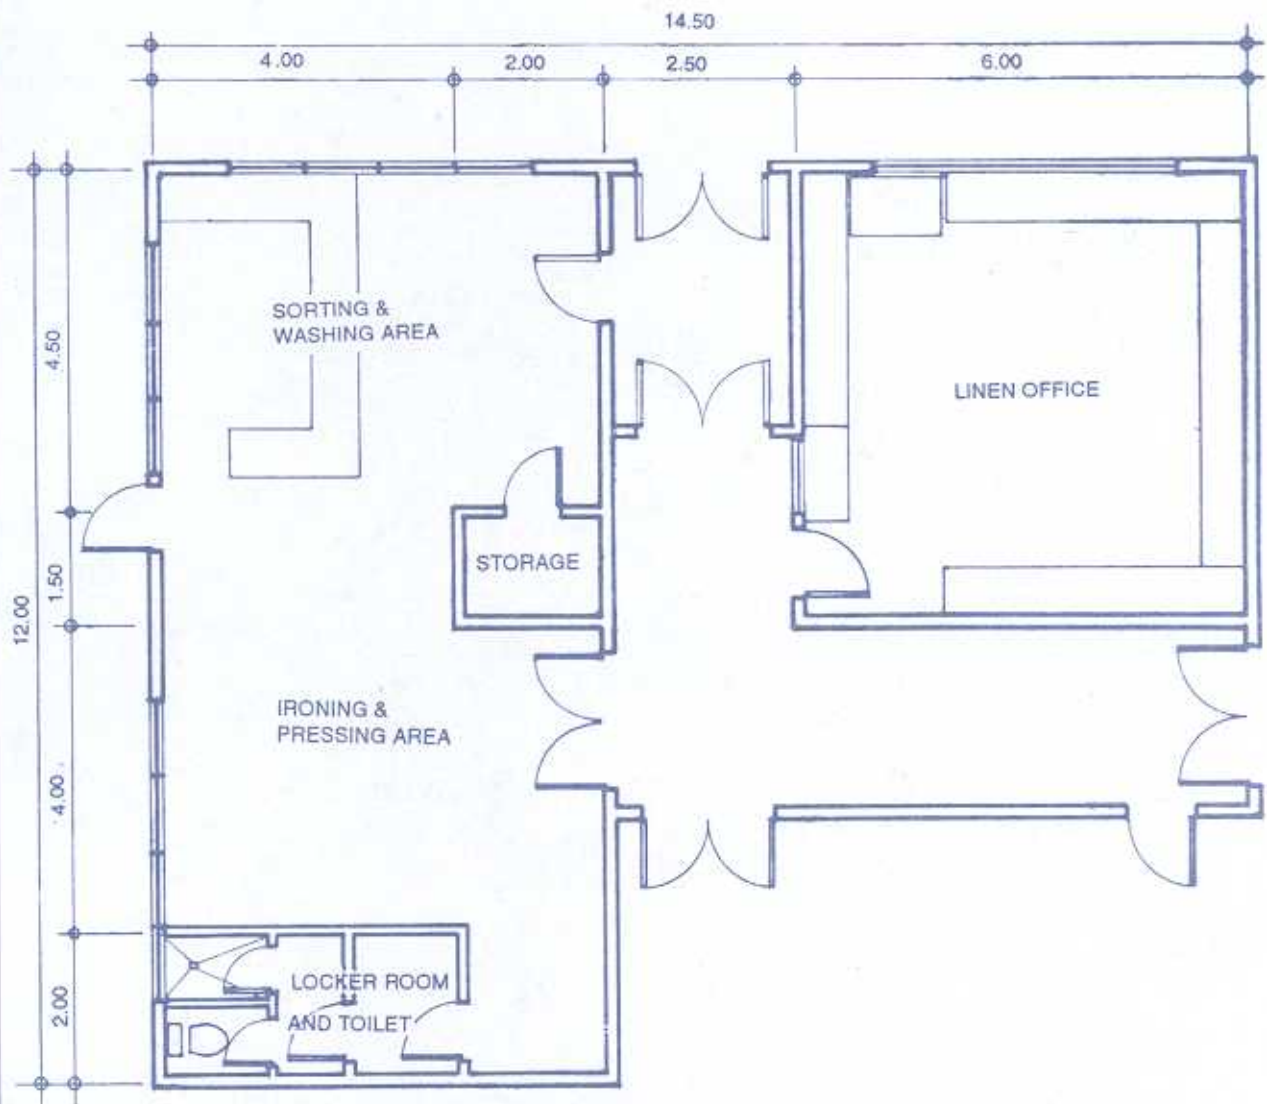 14.50
4.00
2.00
2.50
6.00
SORTING &
WASHING AREA
4.50
LINEN OFFICE
STORAGE
1.50
12.00
IRONING &
PRESSING AREA
4.00
LOCKER ROOM
AND TOILET
2.00